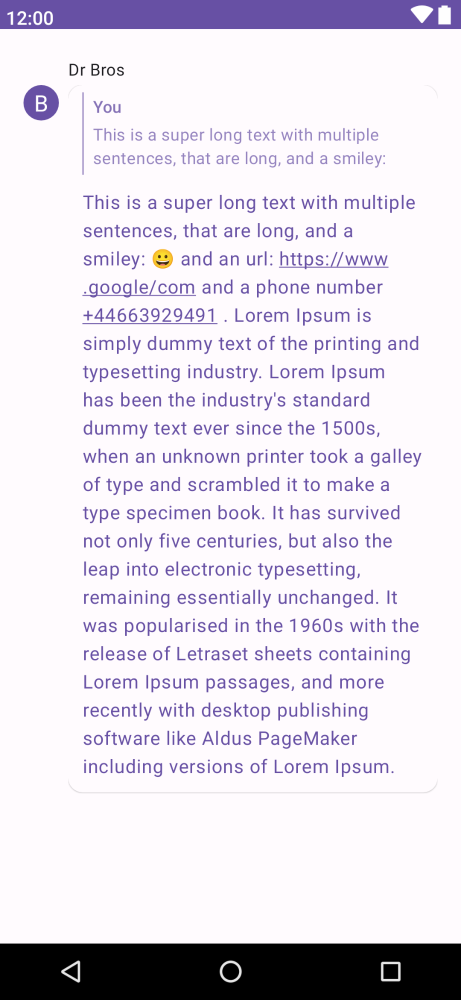 12:00
Dr Bros
B
You
This is a super long text with multiple
sentences, that are long, and a smiley:
This is a super long text with multiple
sentences, that are long, and a
smiley: 😀 and an url: https://www
.google/com and a phone number
+44663929491 . Lorem Ipsum is
simply dummy text of the printing and
typesetting industry. Lorem Ipsum
has been the industry's standard
dummy text ever since the 1500s,
when an unknown printer took a galley
of type and scrambled it to make a
type specimen book. It has survived
not only five centuries, but also the
leap into electronic typesetting,
remaining essentially unchanged. It
was popularised in the 1960s with the
release of Letraset sheets containing
Lorem Ipsum passages, and more
recently with desktop publishing
software like Aldus PageMaker
including versions of Lorem Ipsum.